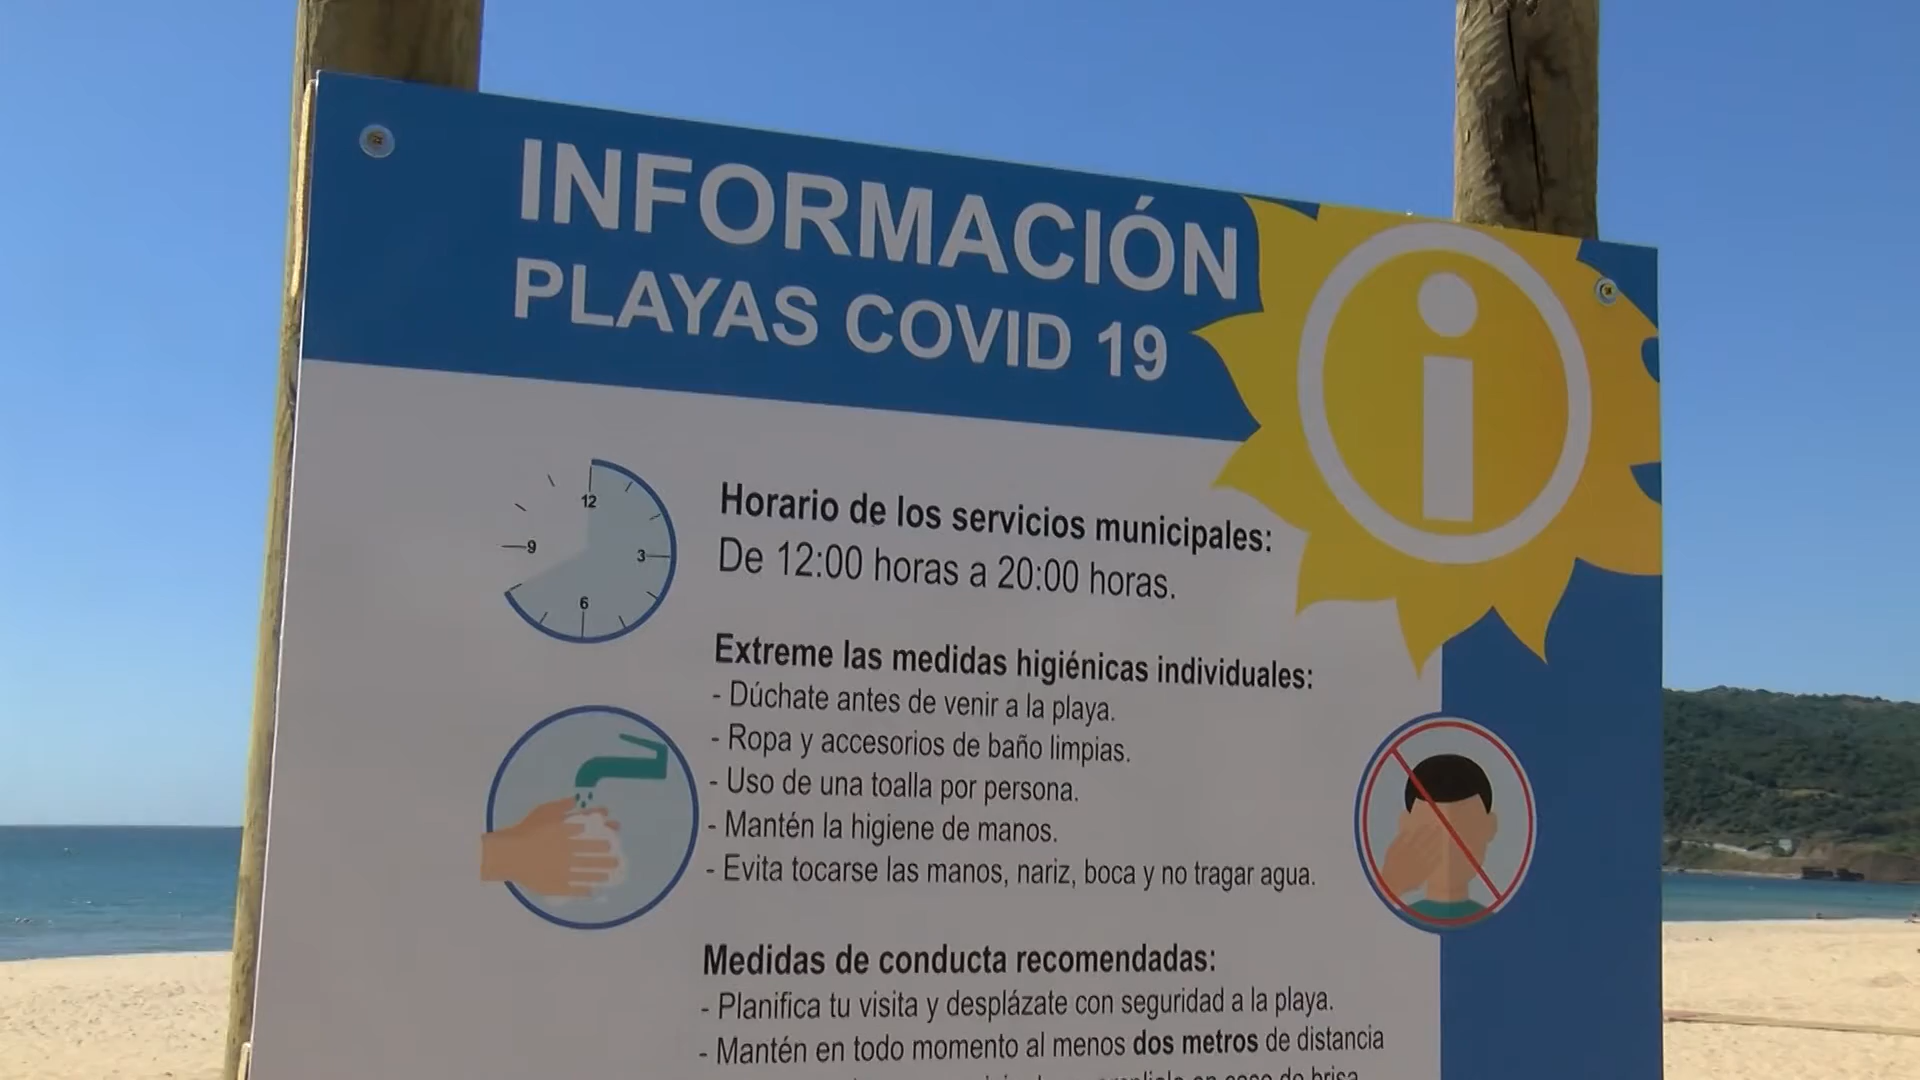 INFORMACIÓN
PLAYAS COVID 19
i
12
9
3
6
Horario de los servicios municipales:
De 12:00 horas a 20:00 horas.
Extreme las medidas higiénicas individuales:
- Dúchate antes de venir a la playa.
- Ropa y accesorios de baño limpias.
- Uso de una toalla por persona.
- Mantén la higiene de manos.
- Evita tocarse las manos, nariz, boca y no tragar agua.
Medidas de conducta recomendadas:
- Planifica tu visita y desplázate con seguridad a la playa.
- Mantén en todo momento al menos dos metros de distancia
en caso de brisa